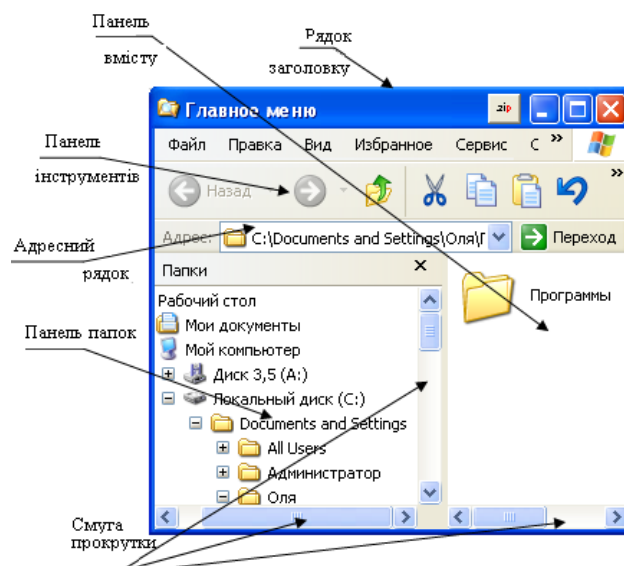 Панель
вмісту
Рядок
заголовку
Главное меню
.zip
Панель
інструментів
Файл Правка Вид Избранное Сервис С »
Назад »
Адресний
рядок
Адрес: C:\Documents and Settings\Оля\Г Переход
Папки ×
Программы
Рабочий стол
Мои документы
Панель папок
Мой компьютер
Диск 3,5 (A:)
Локальный диск (C:)
Documents and Settings
All Users
Администратор
Оля
Смуга
прокрутки